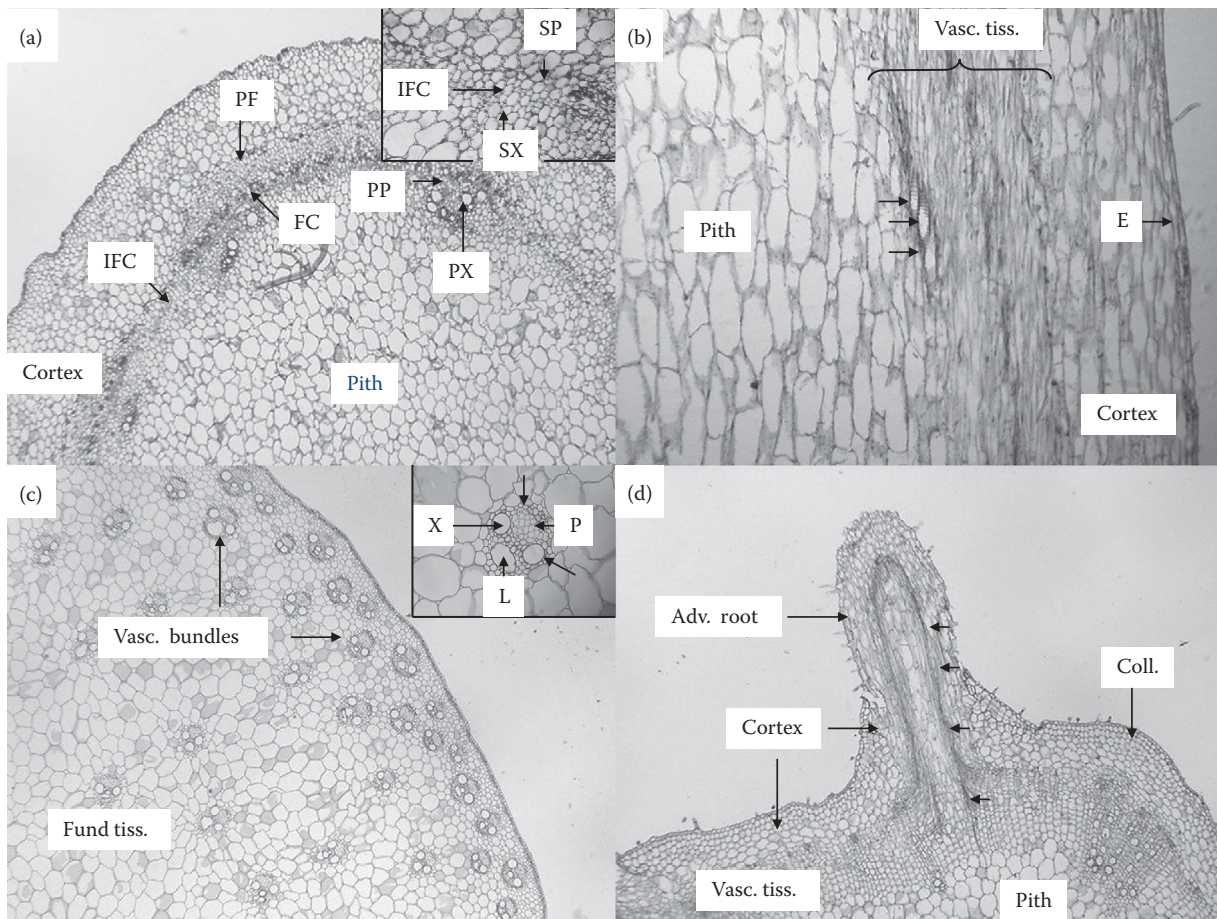 (a)
SP
IFC
SX
PF
PP
FC
PX
IFC
Cortex
Pith
(b)
Vasc. tiss.
Pith
E
Cortex
(c)
X
P
L
Vasc. bundles
Fund tiss.
(d)
Adv. root
Coll.
Cortex
Vasc. tiss.
Pith